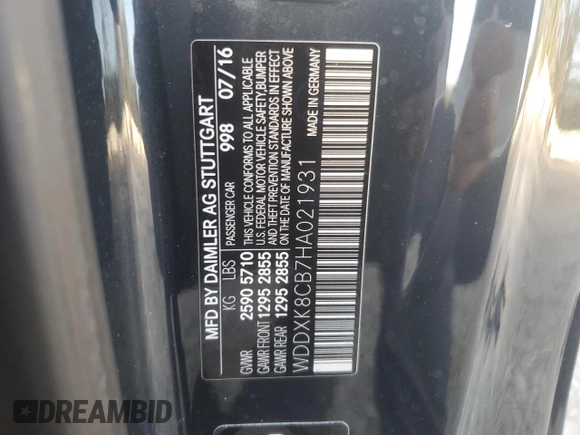 MFD BY DAIMLER AG STUTTGART
KG LBS PASSENGER CAR 998 07/16
GVWR 2590 5710 THIS VEHICLE CONFORMS TO ALL APPLICABLE
U.S. FEDERAL MOTOR VEHICLE SAFETY,BUMPER
GAWR FRONT 1295 2855 AND THEFT PREVENTION STANDARDS IN EFFECT
GAWR REAR 1295 2855 ON THE DATE OF MANUFACTURE SHOWN ABOVE
WDDXK8CB7HA021931 MADE IN GERMANY
DREAMBID